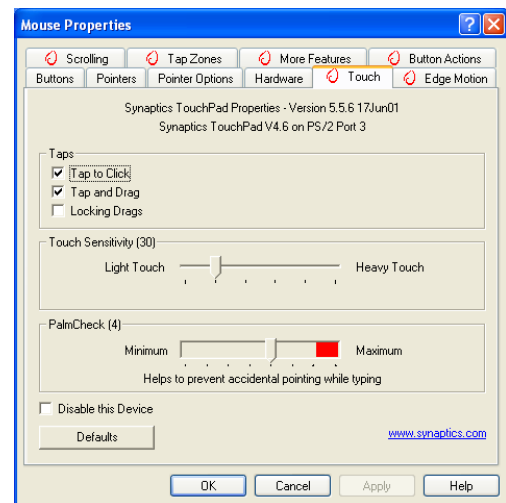 Mouse Properties
Scrolling Tap Zones More Features Button Actions
Buttons Pointers Pointer Options Hardware Touch Edge Motion
Synaptics TouchPad Properties - Version 5.5.6 17Jun01
Synaptics TouchPad V4.6 on PS/2 Port 3
Taps
Tap to Click
Tap and Drag
Locking Drags
Touch Sensitivity (30)
Light Touch Heavy Touch
PalmCheck (4)
Minimum Maximum
Helps to prevent accidental pointing while typing
Disable this Device
Defaults www.synaptics.com
OK Cancel Apply Help